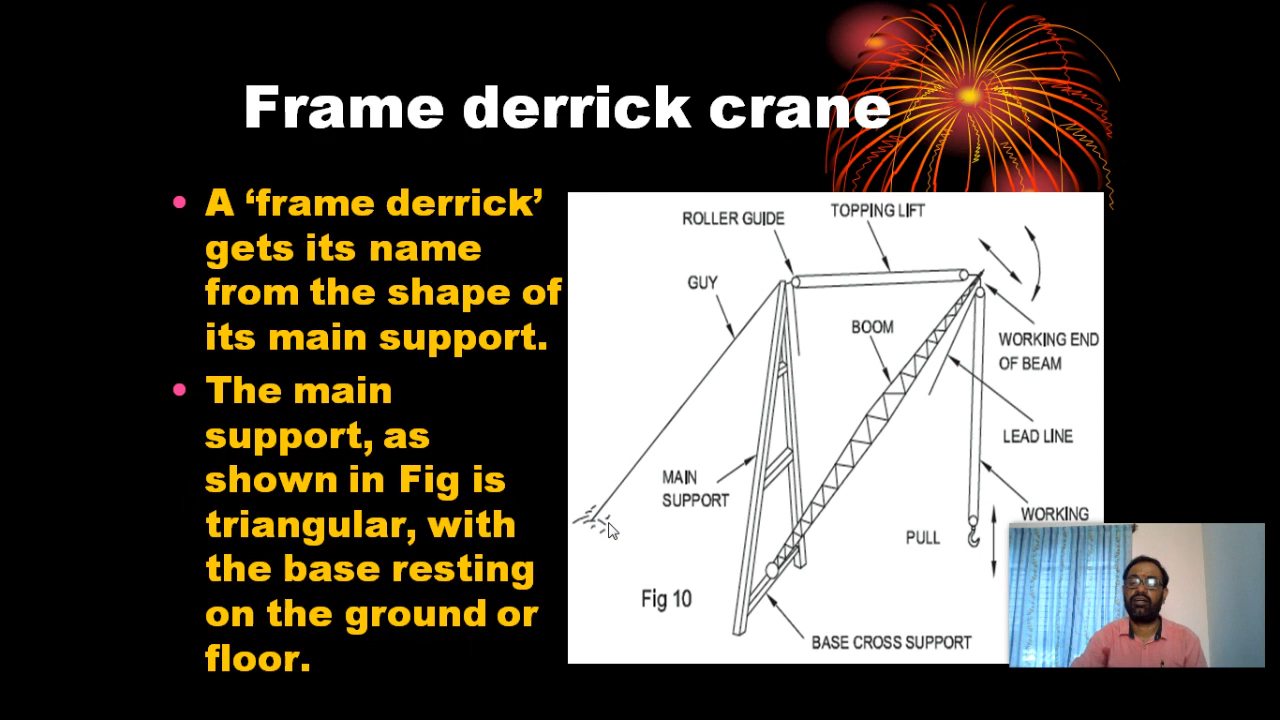 Frame derrick crane
• A ‘frame derrick’
gets its name
from the shape of
its main support.
• The main
support, as
shown in Fig is
triangular, with
the base resting
on the ground or
floor.
ROLLER GUIDE
TOPPING LIFT
GUY
BOOM
WORKING END
OF BEAM
LEAD LINE
MAIN
SUPPORT
WORKING
PULL
Fig 10
BASE CROSS SUPPORT